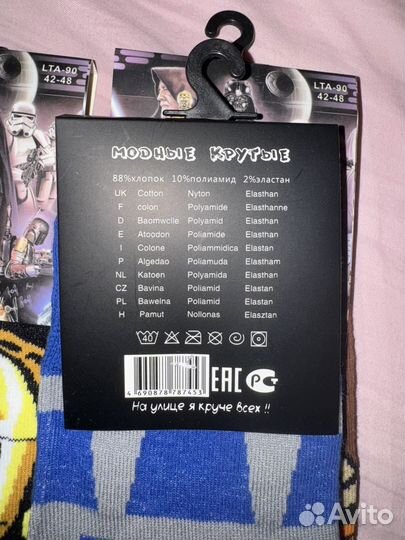 LTA-90
42-48
LTA-90
42-48
МОДНЫЕ КРУТЫЕ
88%хлопок 10%полиамид 2%эластан
UK Cotton Nyton Elasthan
F colon Polyamide Elasthanne
D Baomwclle Polyamid Elasthan
E Atoodon Poliamide Elasthan
I Colone Poliammidica Elastan
P Algedao Poliamuda Elastham
NL Katoen Polyamida Elasthan
CZ Bavina Poliamid Elastan
PL Bawelna Poliamid Elastan
H Pamut Nollonas Elasztan
40
4 690878 787453
EAC PG
На улице я круче всех !!
Avito